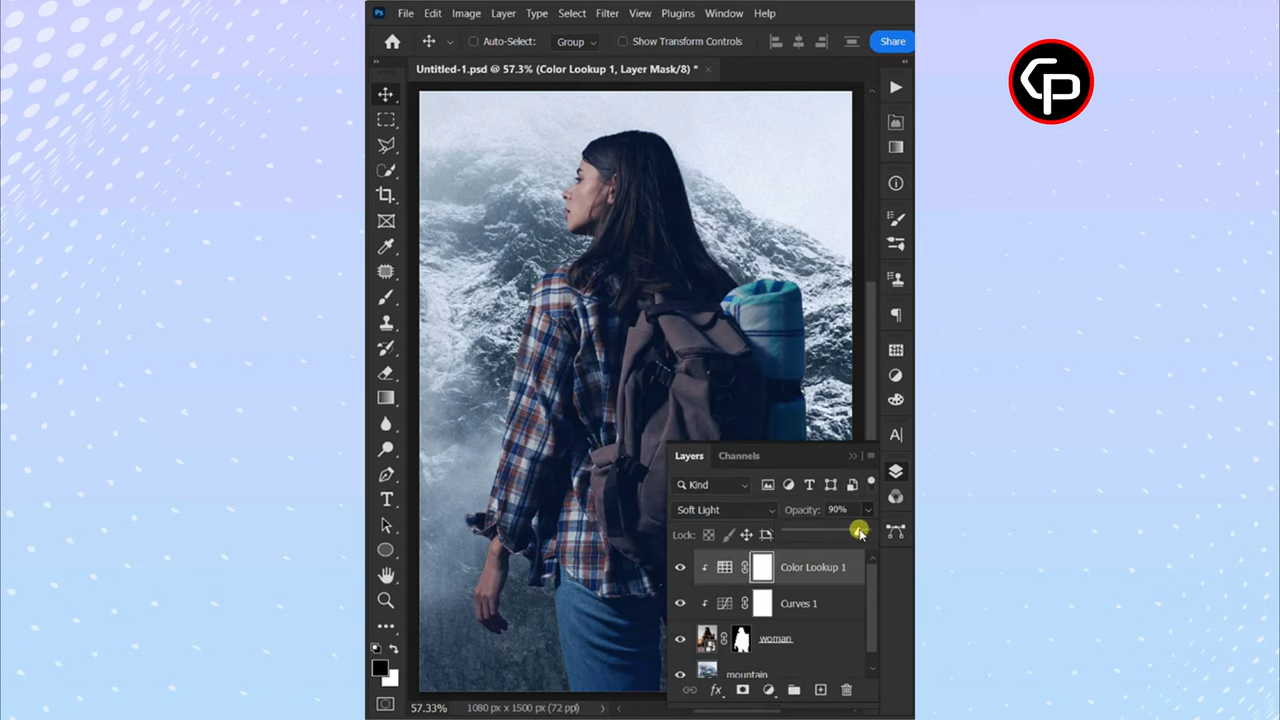 Ps File Edit Image Layer Type Select Filter View Plugins Window Help
Auto-Select: Group Show Transform Controls Share
Untitled-1.psd @ 57.3% (Color Lookup 1, Layer Mask/8) *
Layers Channels
Kind
Soft Light Opacity: 90%
Lock:
Color Lookup 1
Curves 1
woman
mountain
57.33% 1080 px x 1500 px (72 ppi)